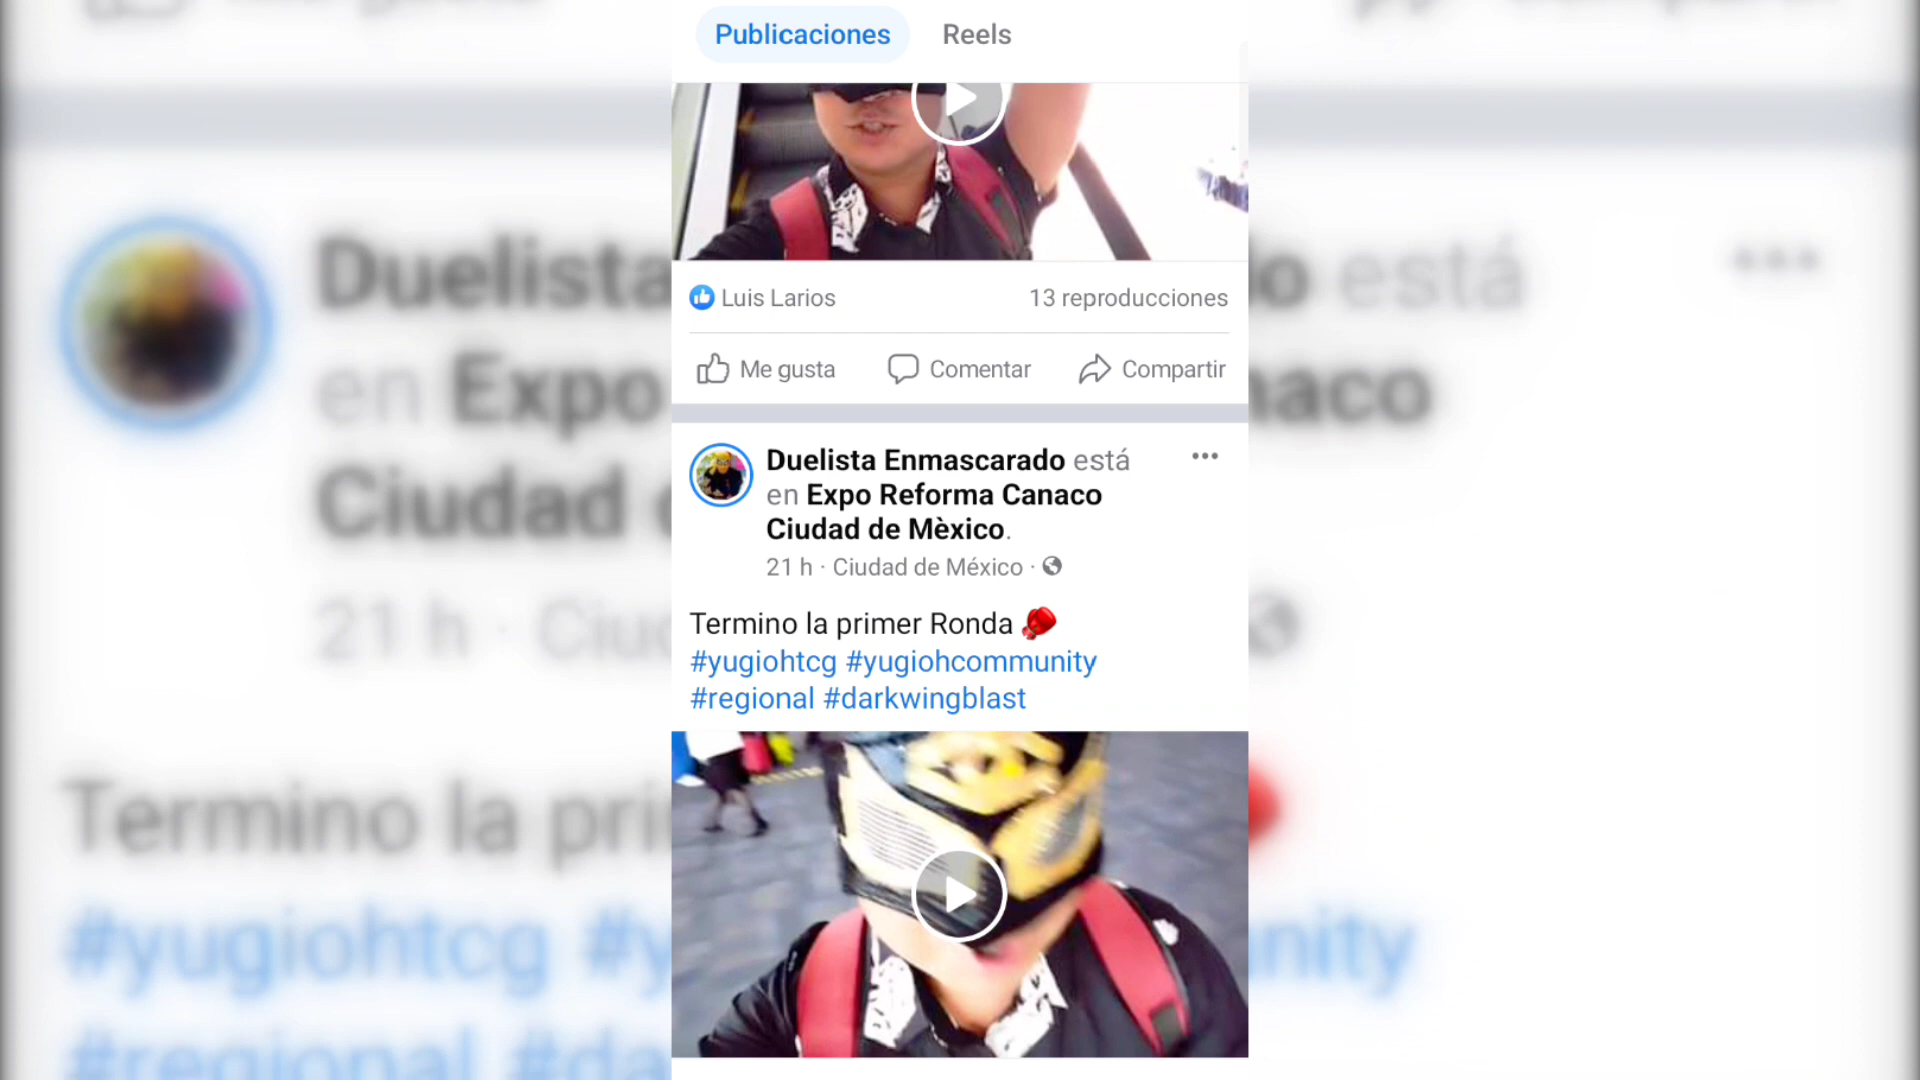 Publicaciones Reels
Luis Larios 13 reproducciones
Me gusta Comentar Compartir
Duelista Enmascarado está
en Expo Reforma Canaco
Ciudad de Mèxico.
21 h · Ciudad de México ·
Termino la primer Ronda 🥊
#yugiohtcg #yugiohcommunity
#regional #darkwingblast